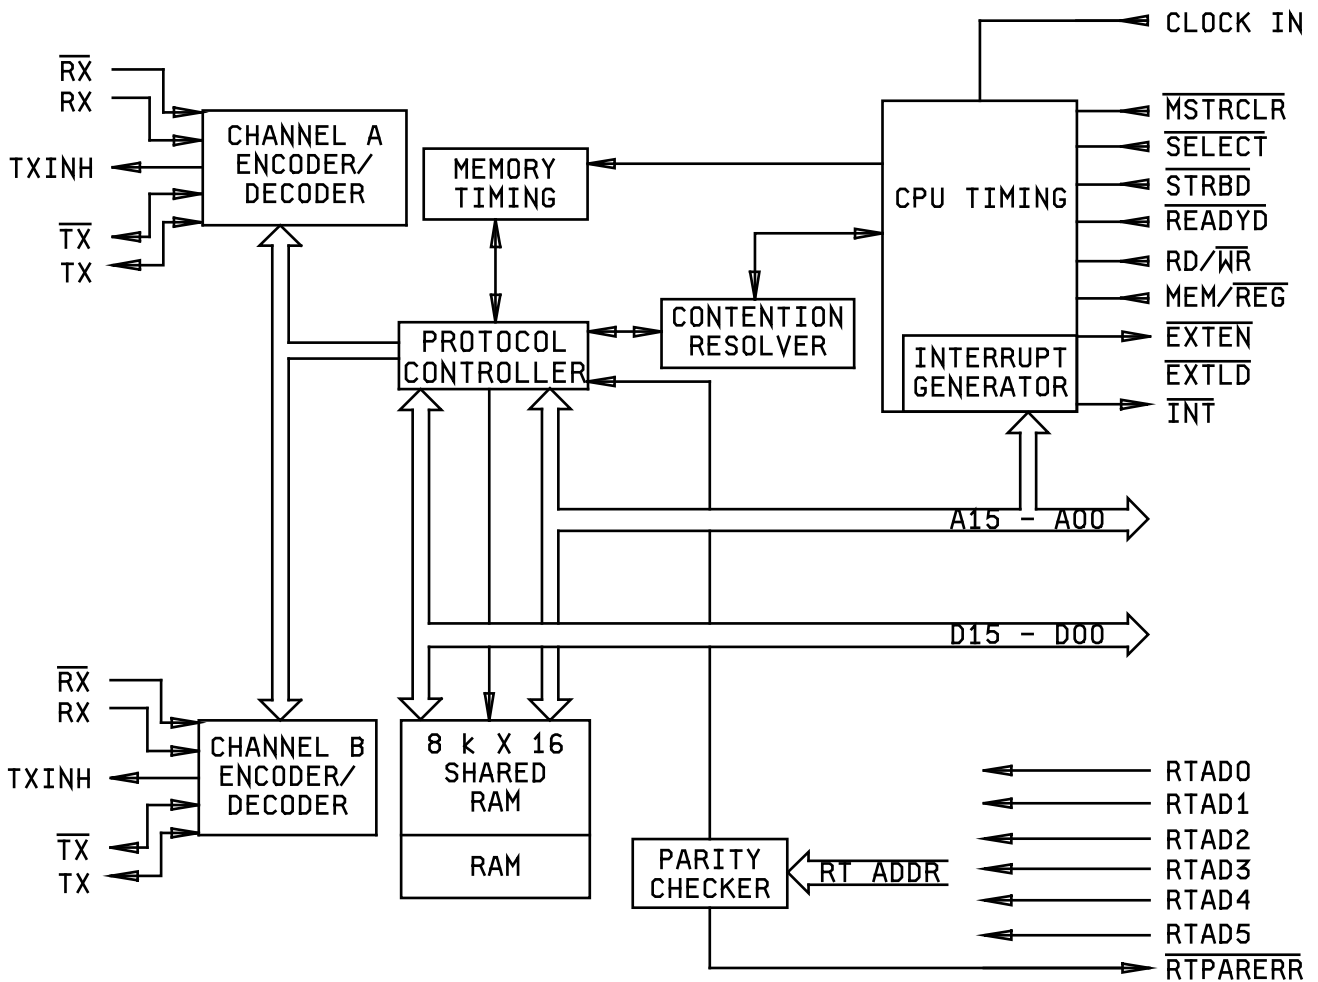 CLOCK IN
RX
RX
TXINH
TX
TX
CHANNEL A
ENCODER/
DECODER
MEMORY
TIMING
CPU TIMING
MSTRCLR
SELECT
STRBD
READYD
RD/WR
MEM/REG
EXTEN
EXTLD
INT
PROTOCOL
CONTROLLER
CONTENTION
RESOLVER
INTERRUPT
GENERATOR
A15 - A00
D15 - D00
RX
RX
TXINH
TX
TX
CHANNEL B
ENCODER/
DECODER
8 k X 16
SHARED
RAM
RAM
PARITY
CHECKER
RT ADDR
RTAD0
RTAD1
RTAD2
RTAD3
RTAD4
RTAD5
RTPARERR